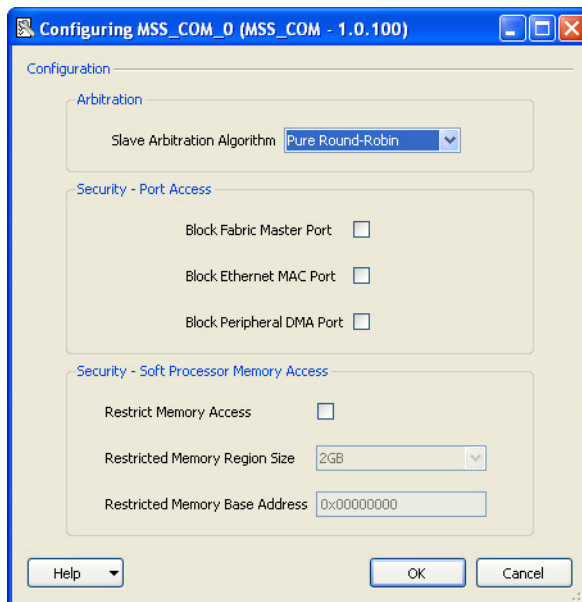 Configuring MSS_COM_0 (MSS_COM - 1.0.100)
Configuration
Arbitration
Slave Arbitration Algorithm Pure Round-Robin
Security - Port Access
Block Fabric Master Port
Block Ethernet MAC Port
Block Peripheral DMA Port
Security - Soft Processor Memory Access
Restrict Memory Access
Restricted Memory Region Size 2GB
Restricted Memory Base Address 0x00000000
Help OK Cancel